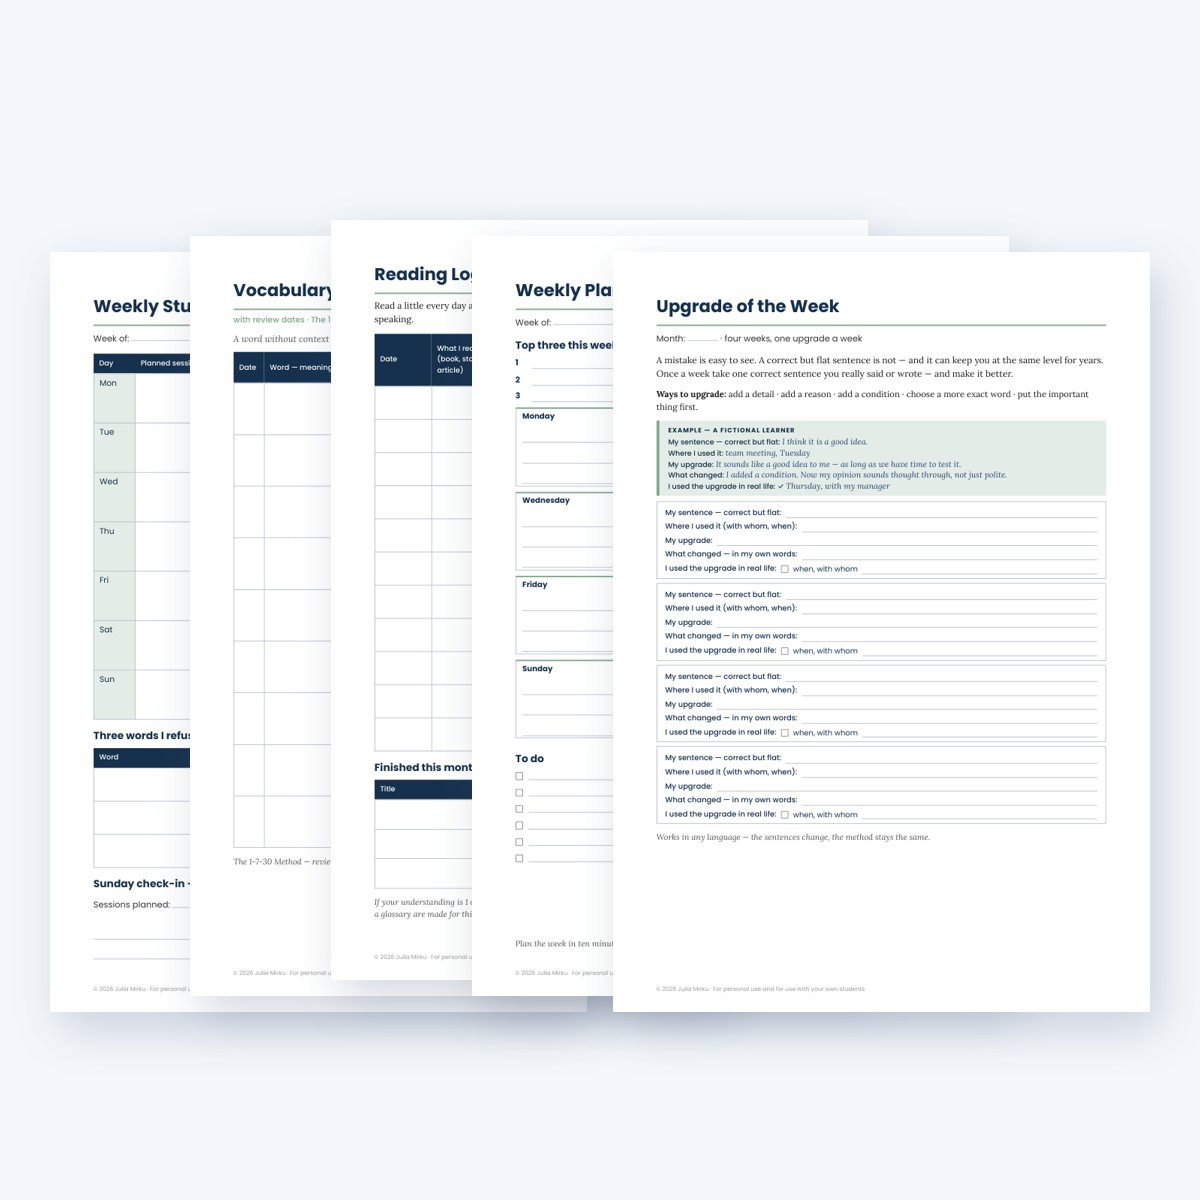 Weekly Stu
Week of:
Day Planned sessi
Mon
Tue
Wed
Thu
Fri
Sat
Sun
Three words I refus
Word
Sunday check-in
Sessions planned:
© 2026 Julia Mirku · For personal u
Vocabulary
with review dates · The 1
A word without context
Date Word — meaning
The 1-7-30 Method — revie
© 2026 Julia Mirku · For personal u
Reading Log
Read a little every day a
speaking.
Date
What I rea
(book, sto
article)
Finished this mont
Title
If your understanding is
a glossary are made for thi
© 2026 Julia Mirku · For personal u
Weekly Plan
Week of:
Top three this week
1
2
3
Monday
Wednesday
Friday
Sunday
To do
Plan the week in ten minut
© 2026 Julia Mirku · For personal u
Upgrade of the Week
Month: · four weeks, one upgrade a week
A mistake is easy to see. A correct but flat sentence is not — and it can keep you at the same level for years.
Once a week take one correct sentence you really said or wrote — and make it better.
Ways to upgrade: add a detail · add a reason · add a condition · choose a more exact word · put the important
thing first.
EXAMPLE — A FICTIONAL LEARNER
My sentence — correct but flat: I think it is a good idea.
Where I used it: team meeting, Tuesday
My upgrade: It sounds like a good idea to me — as long as we have time to test it.
What changed: I added a condition. Now my opinion sounds thought through, not just polite.
I used the upgrade in real life: ✓ Thursday, with my manager
My sentence — correct but flat:
Where I used it (with whom, when):
My upgrade:
What changed — in my own words:
I used the upgrade in real life: ☐ when, with whom
My sentence — correct but flat:
Where I used it (with whom, when):
My upgrade:
What changed — in my own words:
I used the upgrade in real life: ☐ when, with whom
My sentence — correct but flat:
Where I used it (with whom, when):
My upgrade:
What changed — in my own words:
I used the upgrade in real life: ☐ when, with whom
My sentence — correct but flat:
Where I used it (with whom, when):
My upgrade:
What changed — in my own words:
I used the upgrade in real life: ☐ when, with whom
Works in any language — the sentences change, the method stays the same.
© 2026 Julia Mirku · For personal use and for use with your own students